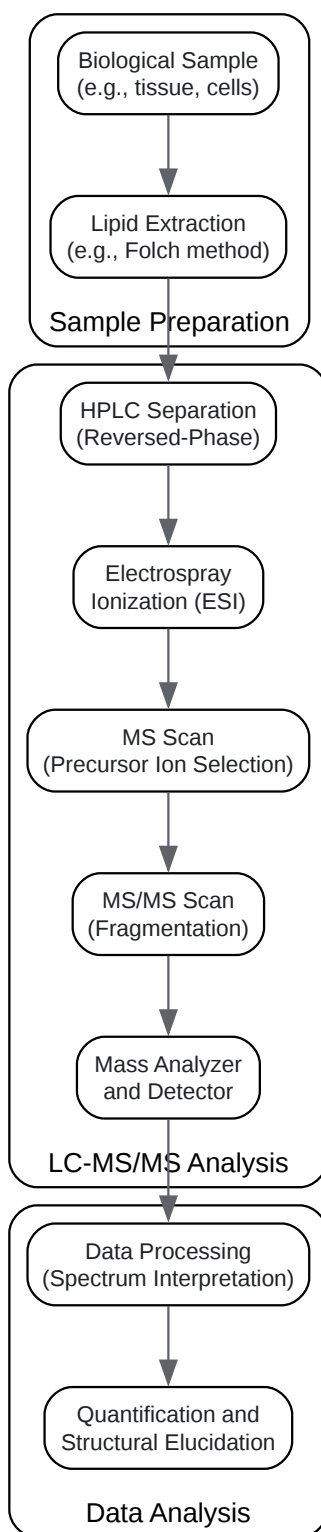 Biological Sample
(e.g., tissue, cells)
Lipid Extraction
(e.g., Folch method)
Sample Preparation
HPLC Separation
(Reversed-Phase)
Electrospray
Ionization (ESI)
MS Scan
(Precursor Ion Selection)
MS/MS Scan
(Fragmentation)
Mass Analyzer
and Detector
LC-MS/MS Analysis
Data Processing
(Spectrum Interpretation)
Quantification and
Structural Elucidation
Data Analysis